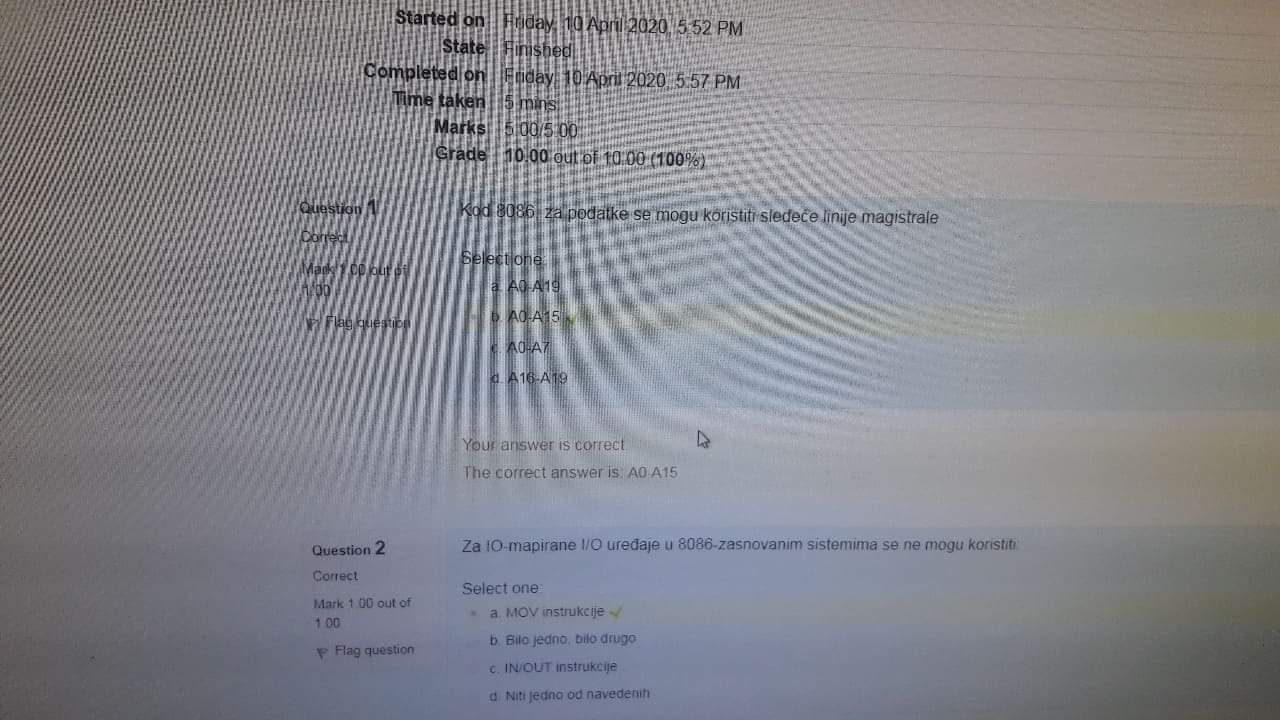 Started on Friday, 10 April 2020, 5:52 PM
State Finished
Completed on Friday, 10 April 2020, 5:57 PM
Time taken 5 mins
Marks 5.00/5.00
Grade 10.00 out of 10.00 (100%)
Question 1
Correct
Mark 1.00 out of
1.00
Flag question
Kod 8086, za podatke se mogu koristiti sledeće linije magistrale
Select one:
a. A0-A19
b. A0-A15
c. A0-A7
d. A16-A19
Your answer is correct
The correct answer is: A0-A15
Question 2
Correct
Mark 1.00 out of
1.00
Flag question
Za IO-mapirane I/O uređaje u 8086-zasnovanim sistemima se ne mogu koristiti:
Select one:
a. MOV instrukcije
b. Bilo jedno, bilo drugo
c. IN/OUT instrukcije
d. Niti jedno od navedenih